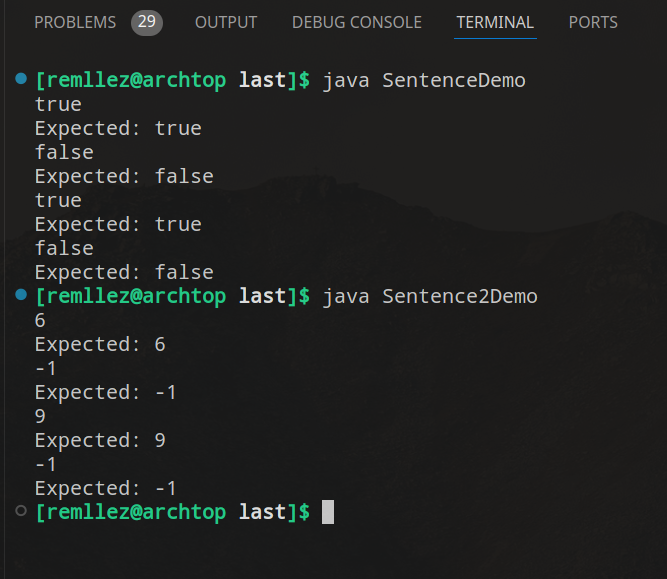 PROBLEMS 29 OUTPUT DEBUG CONSOLE TERMINAL PORTS
[remllez@archtop last]$ java SentenceDemo
true
Expected: true
false
Expected: false
true
Expected: true
false
Expected: false
[remllez@archtop last]$ java Sentence2Demo
6
Expected: 6
-1
Expected: -1
9
Expected: 9
-1
Expected: -1
[remllez@archtop last]$